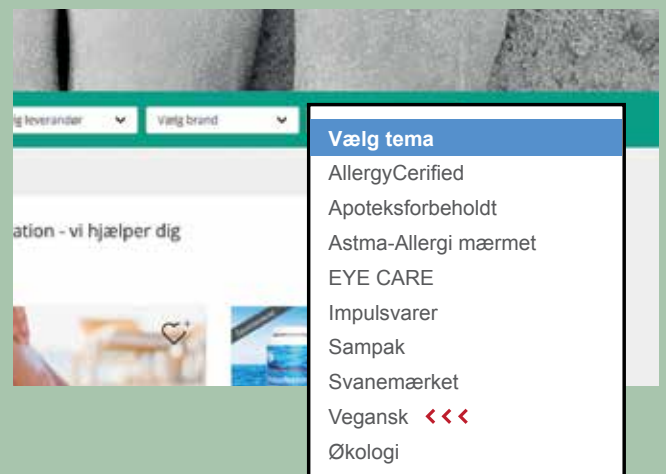 ig leverandør
Vælg brand
Vælg tema
AllergyCerified
Apoteksforbeholdt
Astma-Allergi mærmet
EYE CARE
Impulsvarer
Sampak
Svanemærket
Vegansk <<<
Økologi
ation - vi hjælper dig